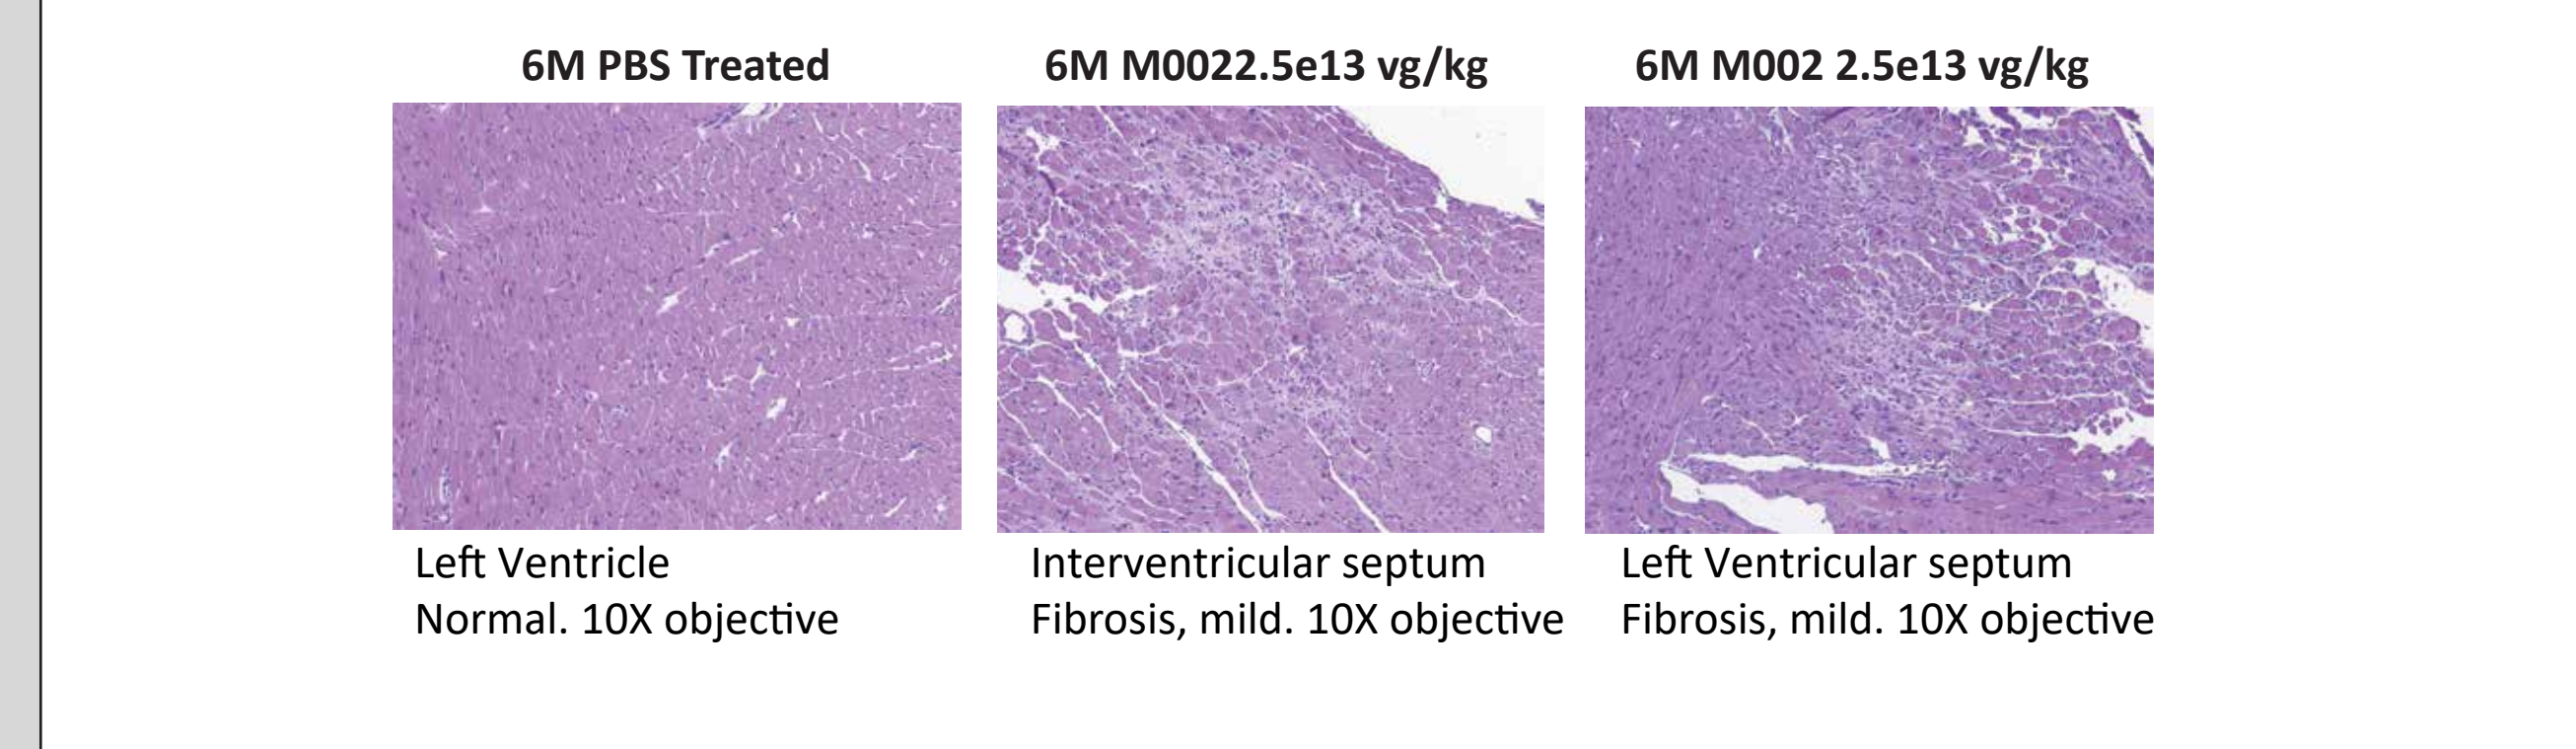 6M PBS Treated
6M M0022.5e13 vg/kg
6M M002 2.5e13 vg/kg
Left Ventricle
Normal. 10X objective
Interventricular septum
Fibrosis, mild. 10X objective
Left Ventricular septum
Fibrosis, mild. 10X objective